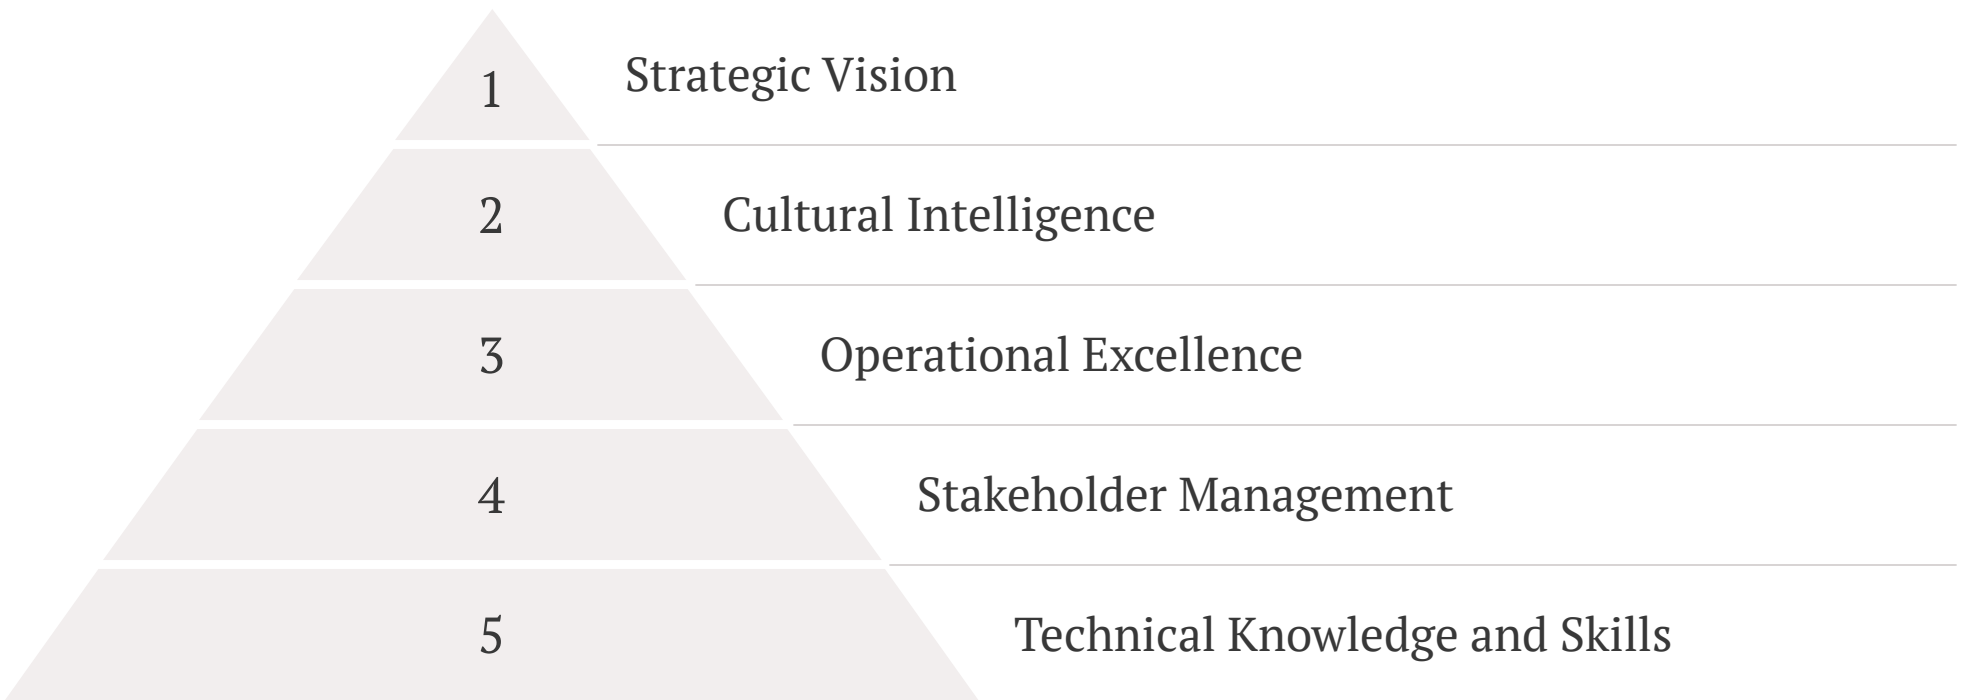 1 Strategic Vision
2 Cultural Intelligence
3 Operational Excellence
4 Stakeholder Management
5 Technical Knowledge and Skills